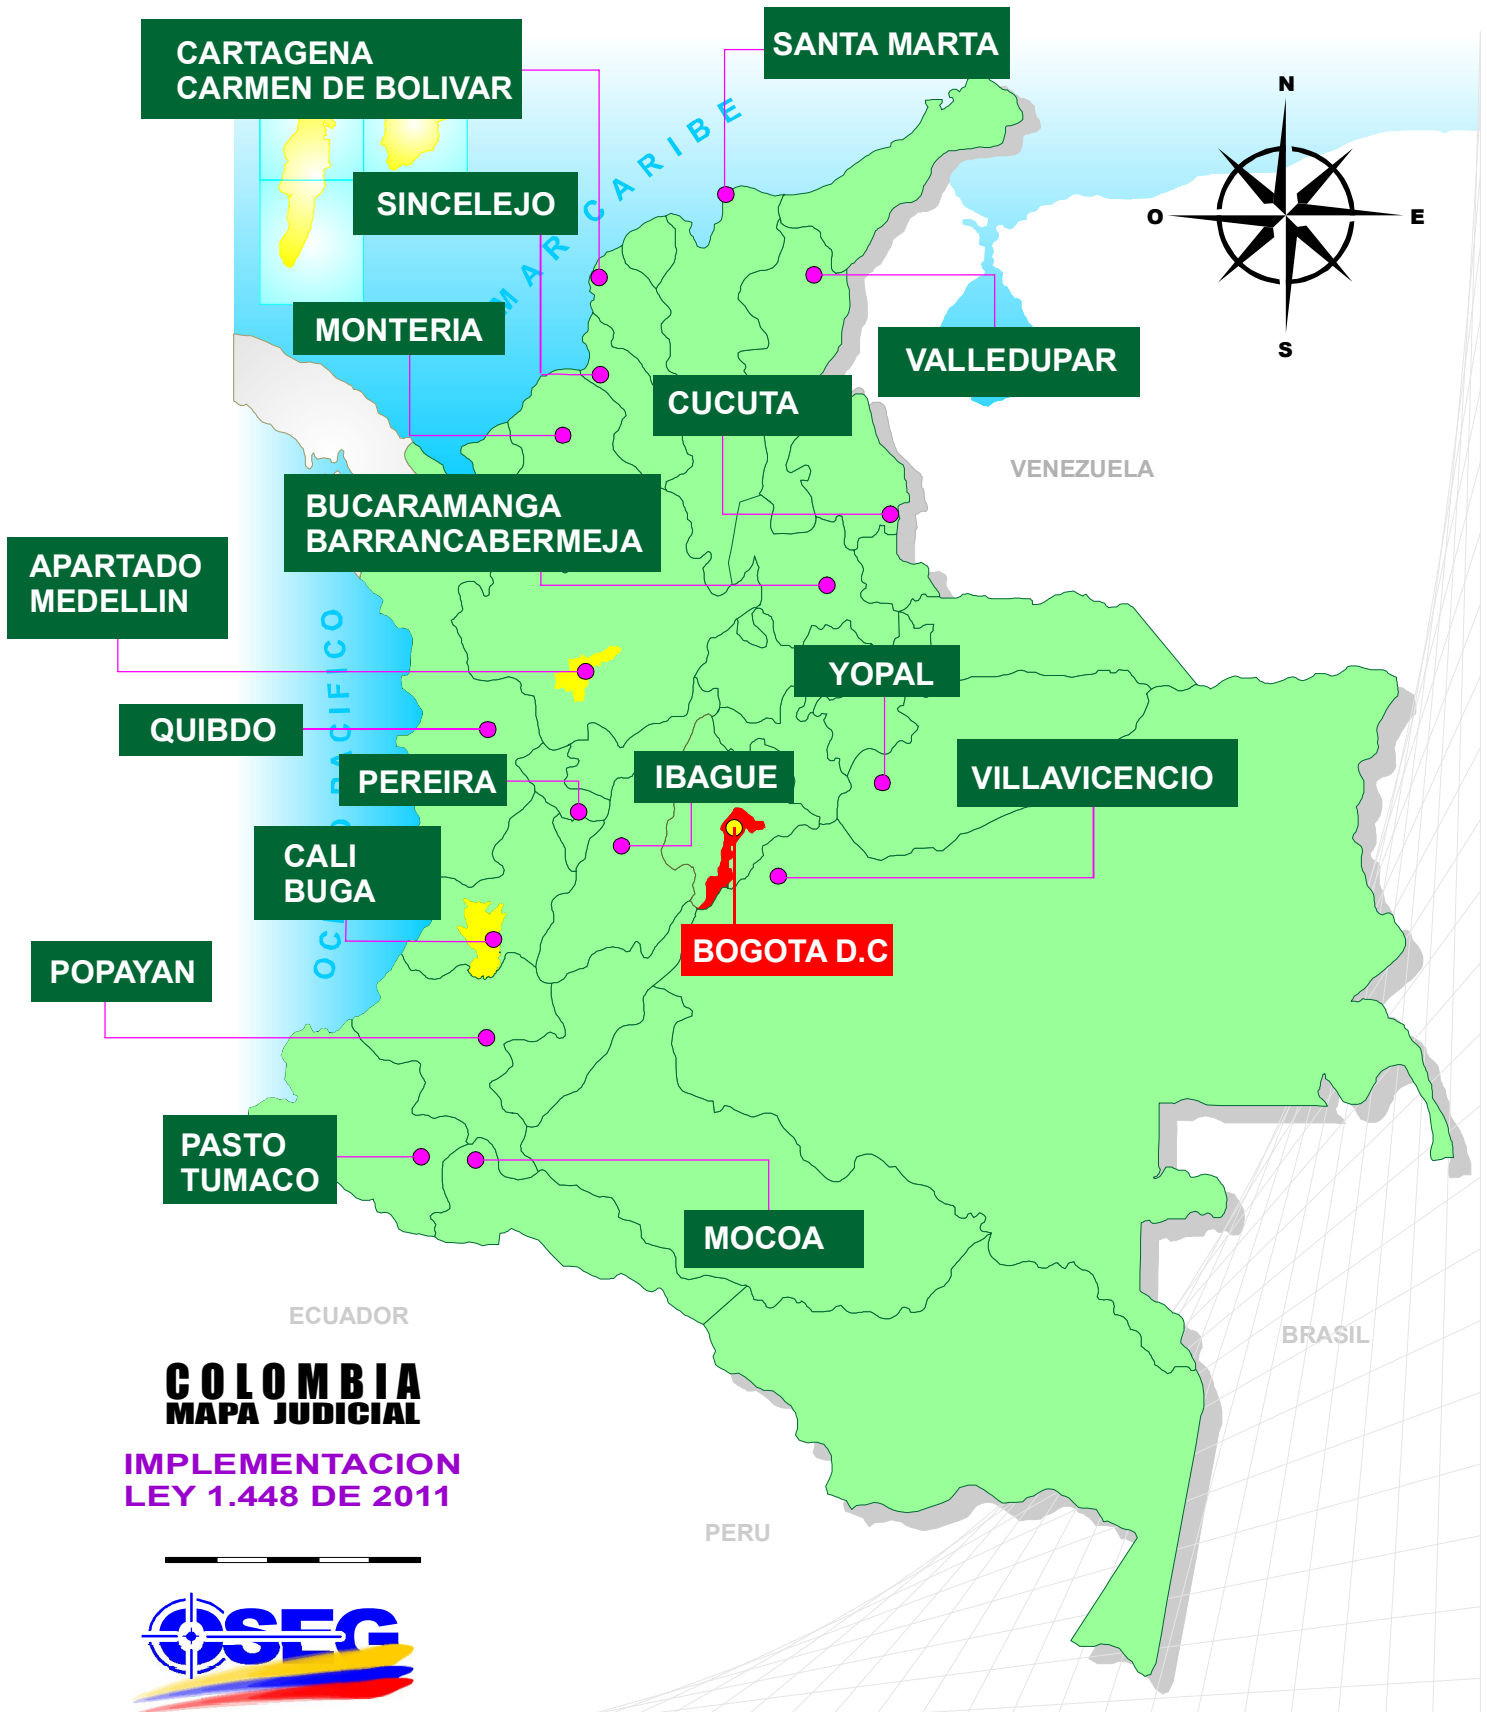 CARTAGENA
CARMEN DE BOLIVAR
SANTA MARTA
N
MAR CARIBE
SINCELEJO
O
E
MONTERIA
S
VALLEDUPAR
CUCUTA
VENEZUELA
BUCARAMANGA
BARRANCABERMEJA
APARTADO
MEDELLIN
YOPAL
QUIBDO
PEREIRA
IBAGUE
VILLAVICENCIO
CALI
BUGA
BOGOTA D.C
POPAYAN
PASTO
TUMACO
MOCOA
ECUADOR
BRASIL
COLOMBIA
MAPA JUDICIAL
IMPLEMENTACION
LEY 1.448 DE 2011
PERU
OSEG